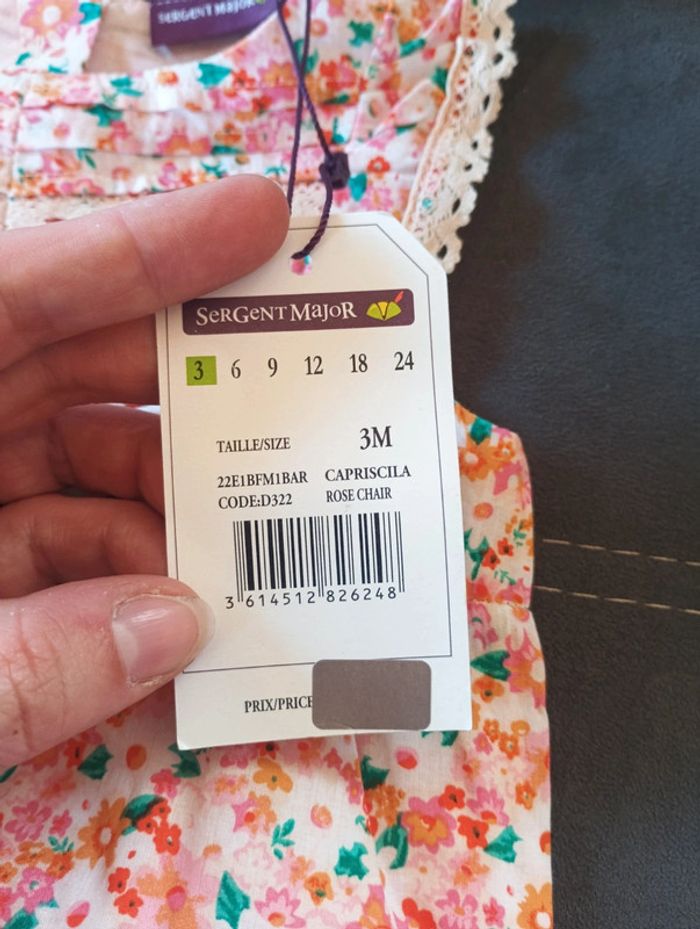 SERGENT MAJOR
SERGENT MAJOR
3 6 9 12 18 24
TAILLE/SIZE 3M
22E1BFM1BAR CAPRISCILA
CODE:D322 ROSE CHAIR
3 614512 826248
PRIX/PRICE